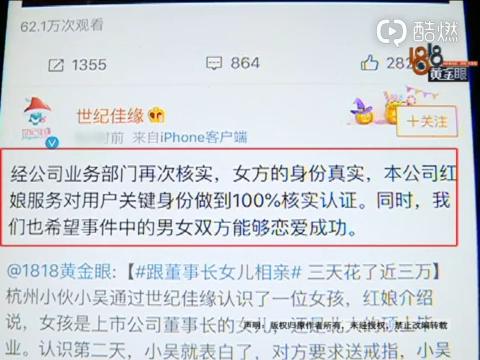 62.1万次观看
酷燃
1355
864
282
1818
黄金眼
世纪佳缘
前 来自iPhone客户端
十关注
经公司业务部门再次核实，女方的身份真实，本公司红
娘服务对用户关键身份做到100%核实认证。同时，我
们也希望事件中的男女双方能够恋爱成功。
@1818黄金眼:【#跟董事长女儿相亲# 三天花了近三万】
杭州小伙小吴通过世纪佳缘认识了一位女孩，红娘介绍
说，女孩是上市公司董事长的女儿，还是
声明：版权归原作者所有，未经授权，禁止改编转载
业。认识第二天，小吴就表白了，对方要求送戒指，